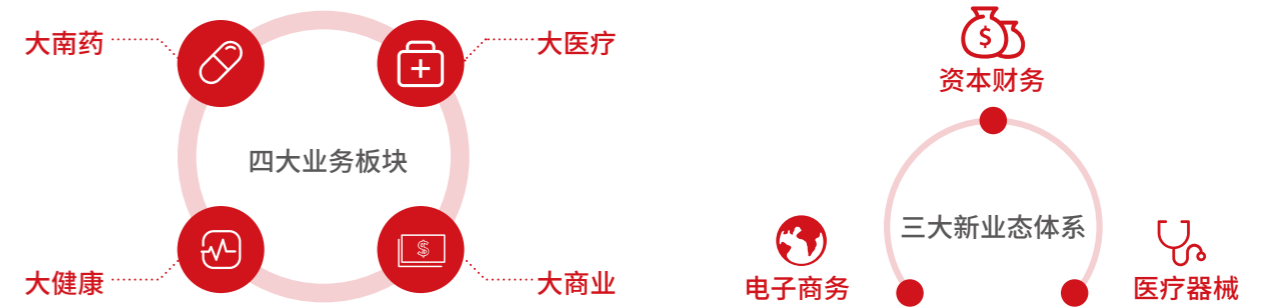 大南药
大医疗
四大业务板块
大健康
大商业
资本财务
三大新业态体系
电子商务
医疗器械